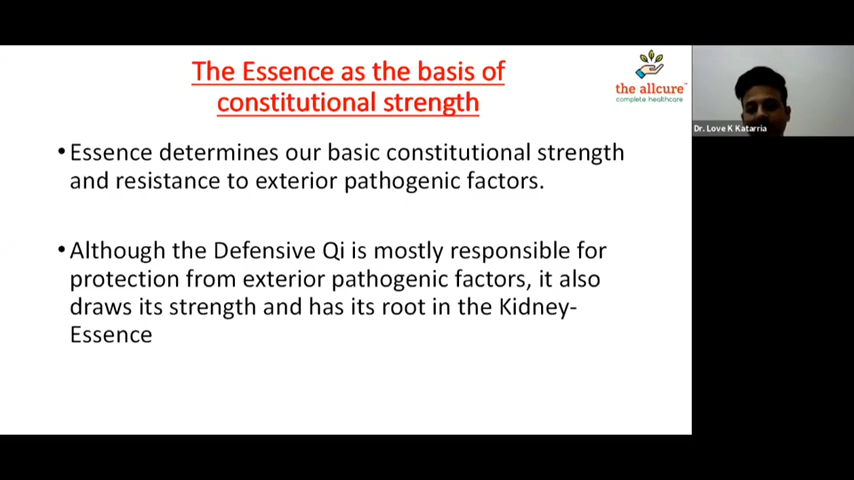 The Essence as the basis of
constitutional strength
the allcure™
complete healthcare
Dr. Love K Katarria
•Essence determines our basic constitutional strength
and resistance to exterior pathogenic factors.
•Although the Defensive Qi is mostly responsible for
protection from exterior pathogenic factors, it also
draws its strength and has its root in the Kidney-
Essence